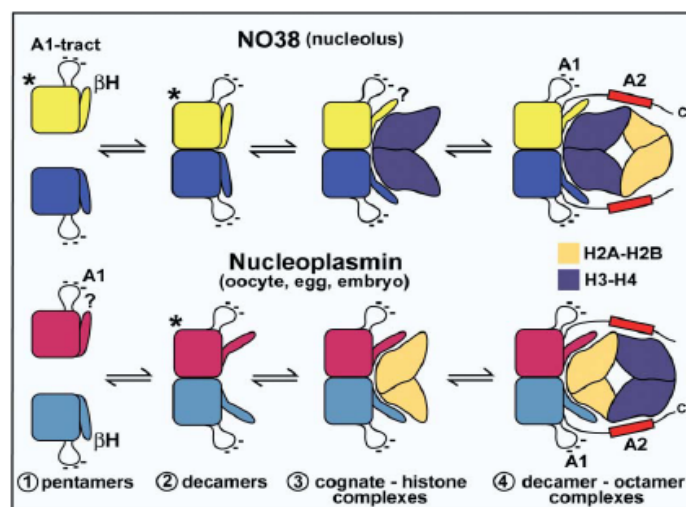 NO38 (nucleolus)
A1-tract
* βH
*
?
A1
A2
C
Nucleoplasmin
(oocyte, egg, embryo)
H2A-H2B
H3-H4
A1
?
βH
*
C
A1
A2
① pentamers
② decamers
③ cognate - histone
complexes
④ decamer - octamer
complexes